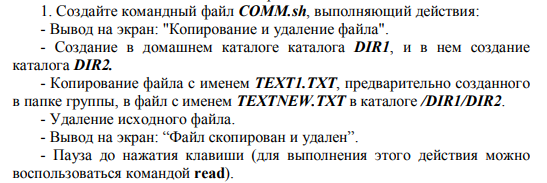 1. Создайте командный файл COMM.sh, выполняющий действия:
- Вывод на экран: "Копирование и удаление файла".
- Создание в домашнем каталоге каталога DIR1, и в нем создание
каталога DIR2.
- Копирование файла с именем TEXT1.TXT, предварительно созданного
в папке группы, в файл с именем TEXTNEW.TXT в каталоге /DIR1/DIR2.
- Удаление исходного файла.
- Вывод на экран: “Файл скопирован и удален”.
- Пауза до нажатия клавиши (для выполнения этого действия можно
воспользоваться командой read).